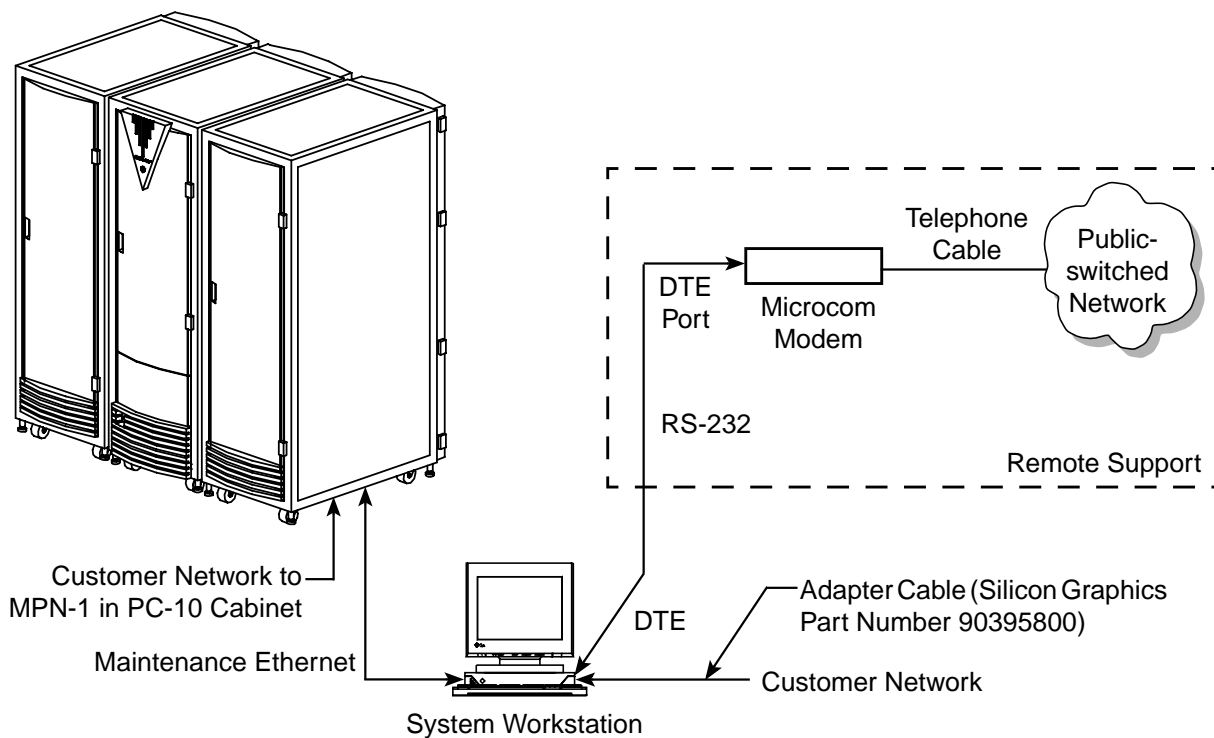 Telephone
Cable
Public-
switched
Network
DTE
Port
Microcom
Modem
RS-232
Remote Support
Customer Network to
MPN-1 in PC-10 Cabinet
Adapter Cable (Silicon Graphics
Part Number 90395800)
DTE
Maintenance Ethernet
Customer Network
System Workstation